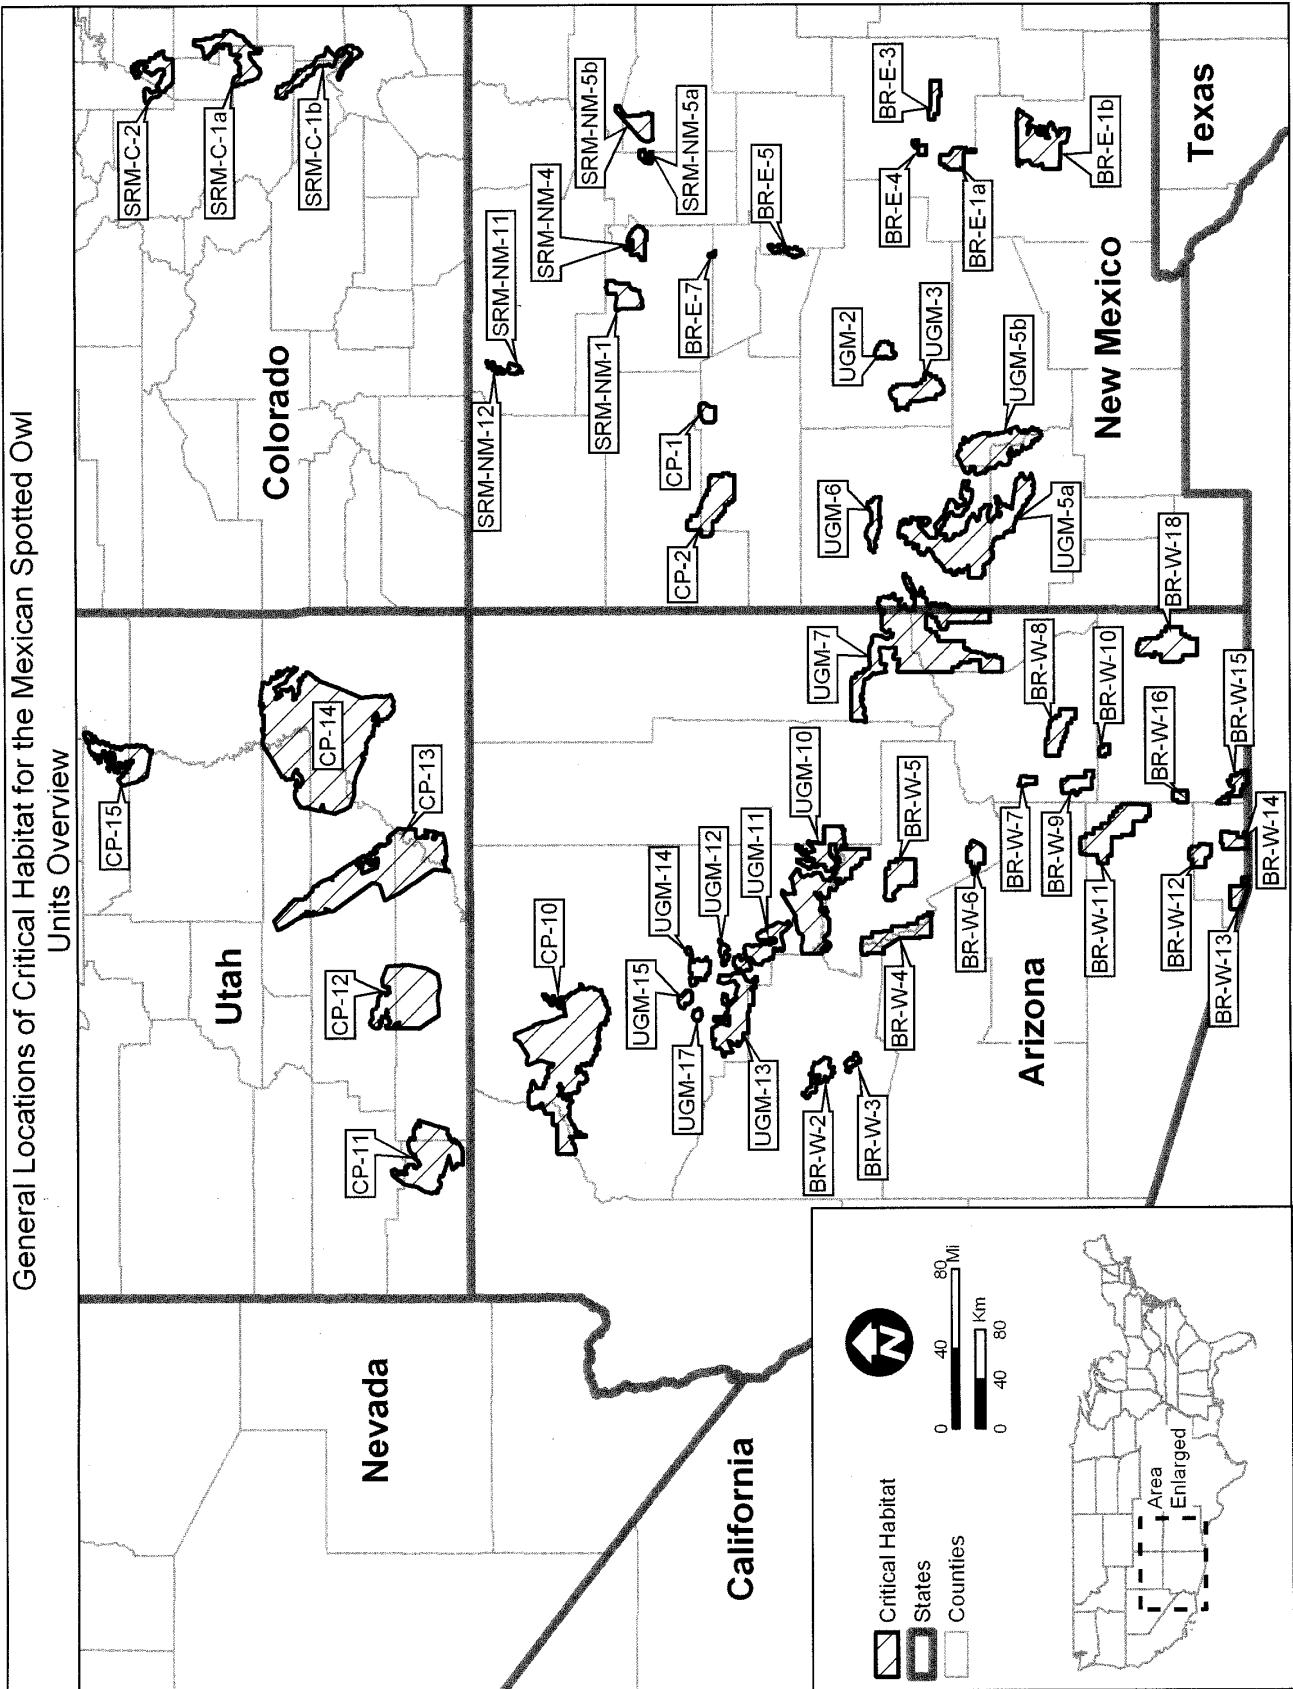 General Locations of Critical Habitat for the Mexican Spotted Owl
Units Overview
Nevada
California
Utah
Colorado
Arizona
New Mexico
Texas
CP-15
CP-14
CP-13
CP-12
CP-11
CP-10
SRM-C-2
SRM-C-1a
SRM-C-1b
SRM-NM-12
SRM-NM-11
SRM-NM-4
SRM-NM-1
SRM-NM-5b
SRM-NM-5a
BR-E-5
BR-E-7
BR-E-3
BR-E-4
BR-E-1a
BR-E-1b
CP-1
CP-2
UGM-2
UGM-3
UGM-5b
UGM-6
UGM-5a
UGM-7
UGM-10
UGM-11
UGM-12
UGM-14
UGM-15
UGM-17
UGM-13
BR-W-2
BR-W-3
BR-W-4
BR-W-5
BR-W-6
BR-W-7
BR-W-8
BR-W-9
BR-W-10
BR-W-11
BR-W-12
BR-W-13
BR-W-14
BR-W-15
BR-W-16
BR-W-18
Critical Habitat
States
Counties
N
0 40 80 Mi
0 40 80 Km
Area
Enlarged